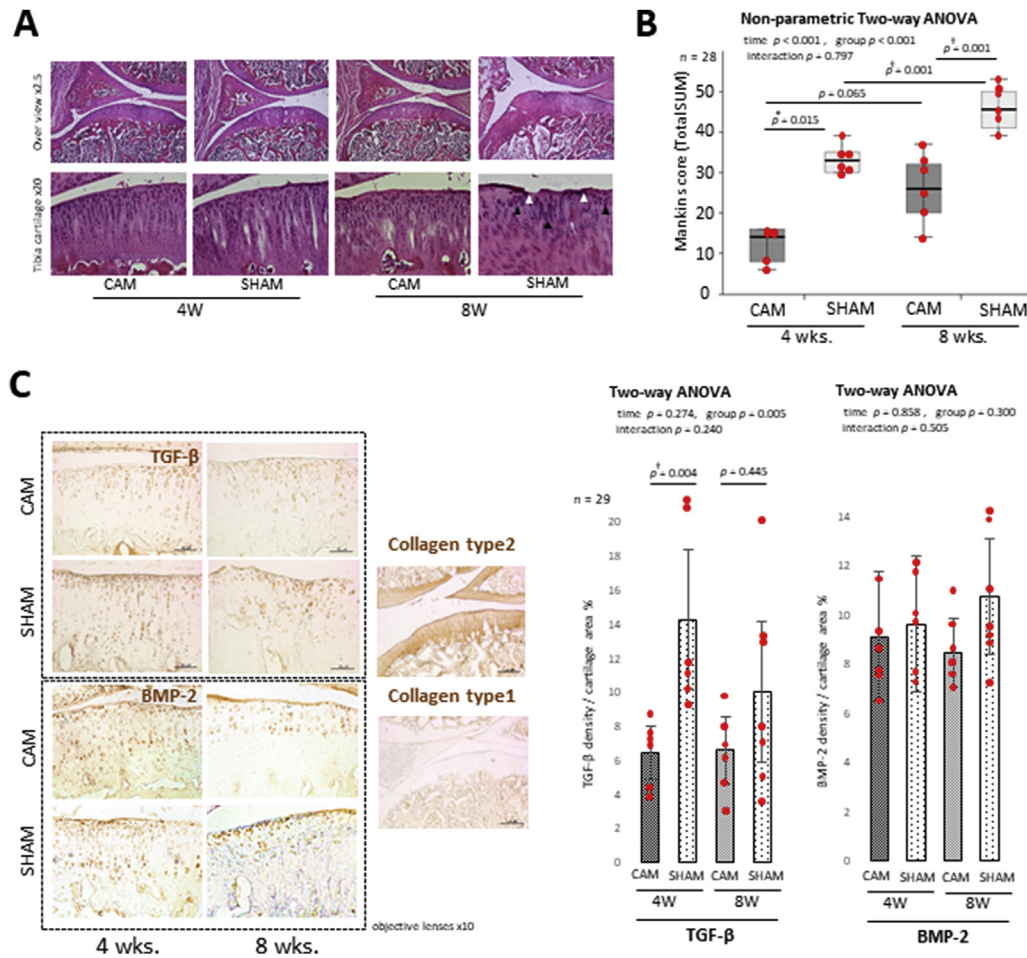 A
Over view x2.5
Tibia cartilage x20
CAM SHAM CAM SHAM
4W 8W
B
Non-parametric Two-way ANOVA
time p < 0.001 , group p < 0.001
interaction p = 0.797
n = 28
† p = 0.001
† p = 0.001
p = 0.065
* p = 0.015
Mankins core (Total SUM)
50
40
30
20
10
0
CAM SHAM CAM SHAM
4 wks. 8 wks.
C
TGF-β
CAM
SHAM
BMP-2
CAM
SHAM
4 wks. 8 wks.
Collagen type2
Collagen type1
objective lenses x10
Two-way ANOVA
time p = 0.274, group p = 0.005
interaction p = 0.240
† p = 0.004
p = 0.445
n = 29
TGF-β density / cartilage area %
20
18
16
14
12
10
8
6
4
2
0
CAM SHAM CAM SHAM
4W 8W
TGF-β
Two-way ANOVA
time p = 0.858 , group p = 0.300
interaction p = 0.505
BMP-2 density / cartilage area %
14
12
10
8
6
4
2
0
CAM SHAM CAM SHAM
4W 8W
BMP-2